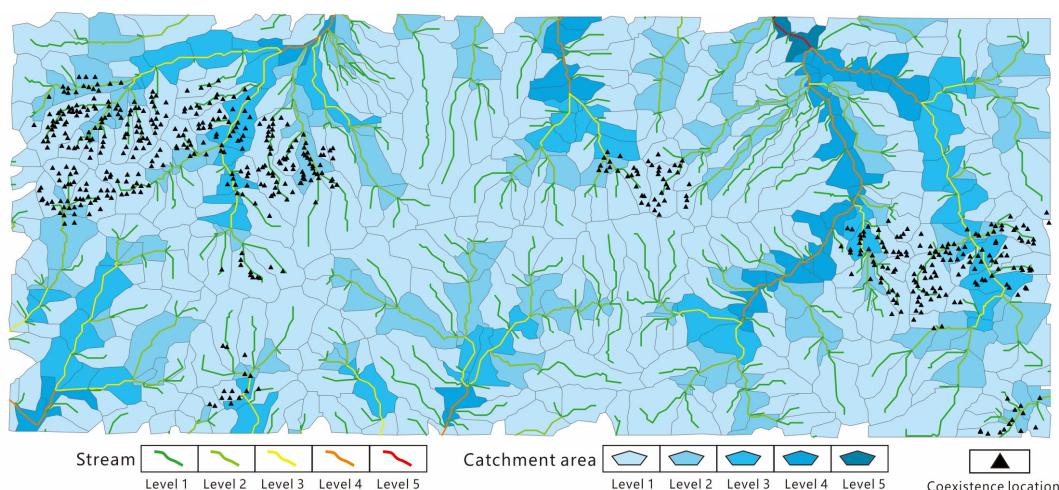 Stream
Level 1 Level 2 Level 3 Level 4 Level 5
Catchment area
Level 1 Level 2 Level 3 Level 4 Level 5
Coexistence location